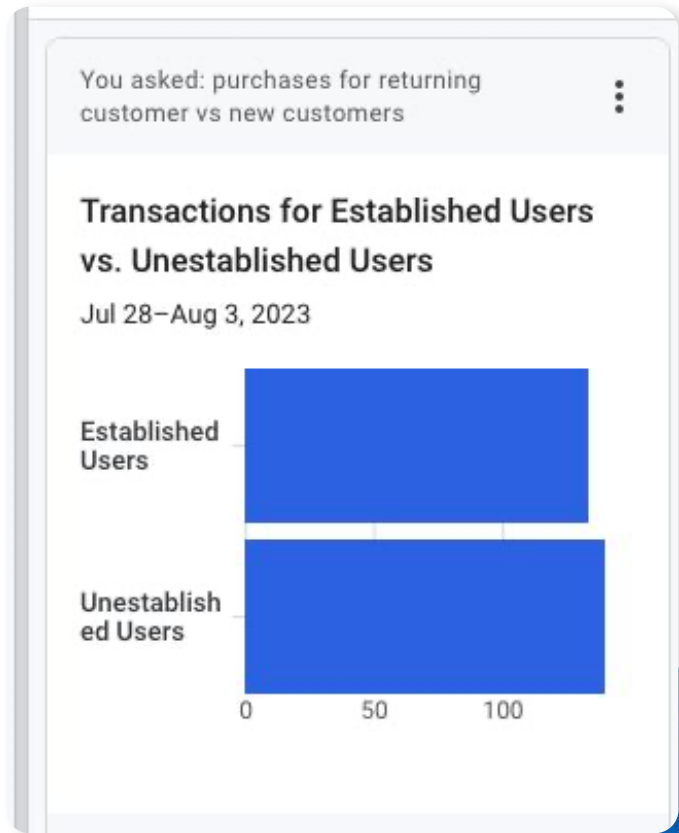 You asked: purchases for returning
customer vs new customers
Transactions for Established Users
vs. Unestablished Users
Jul 28–Aug 3, 2023
Established
Users
Unestablish
ed Users
0 50 100